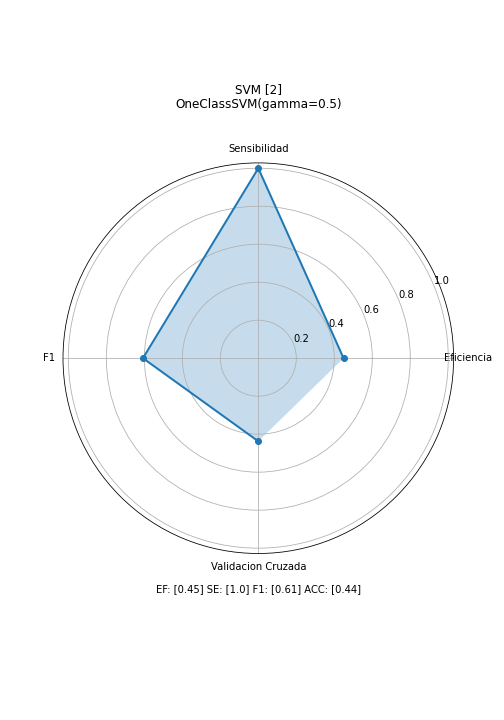 SVM [2]
OneClassSVM(gamma=0.5)
Sensibilidad
1.0
0.8
0.6
0.4
0.2
F1
Eficiencia
Validacion Cruzada
EF: [0.45] SE: [1.0] F1: [0.61] ACC: [0.44]